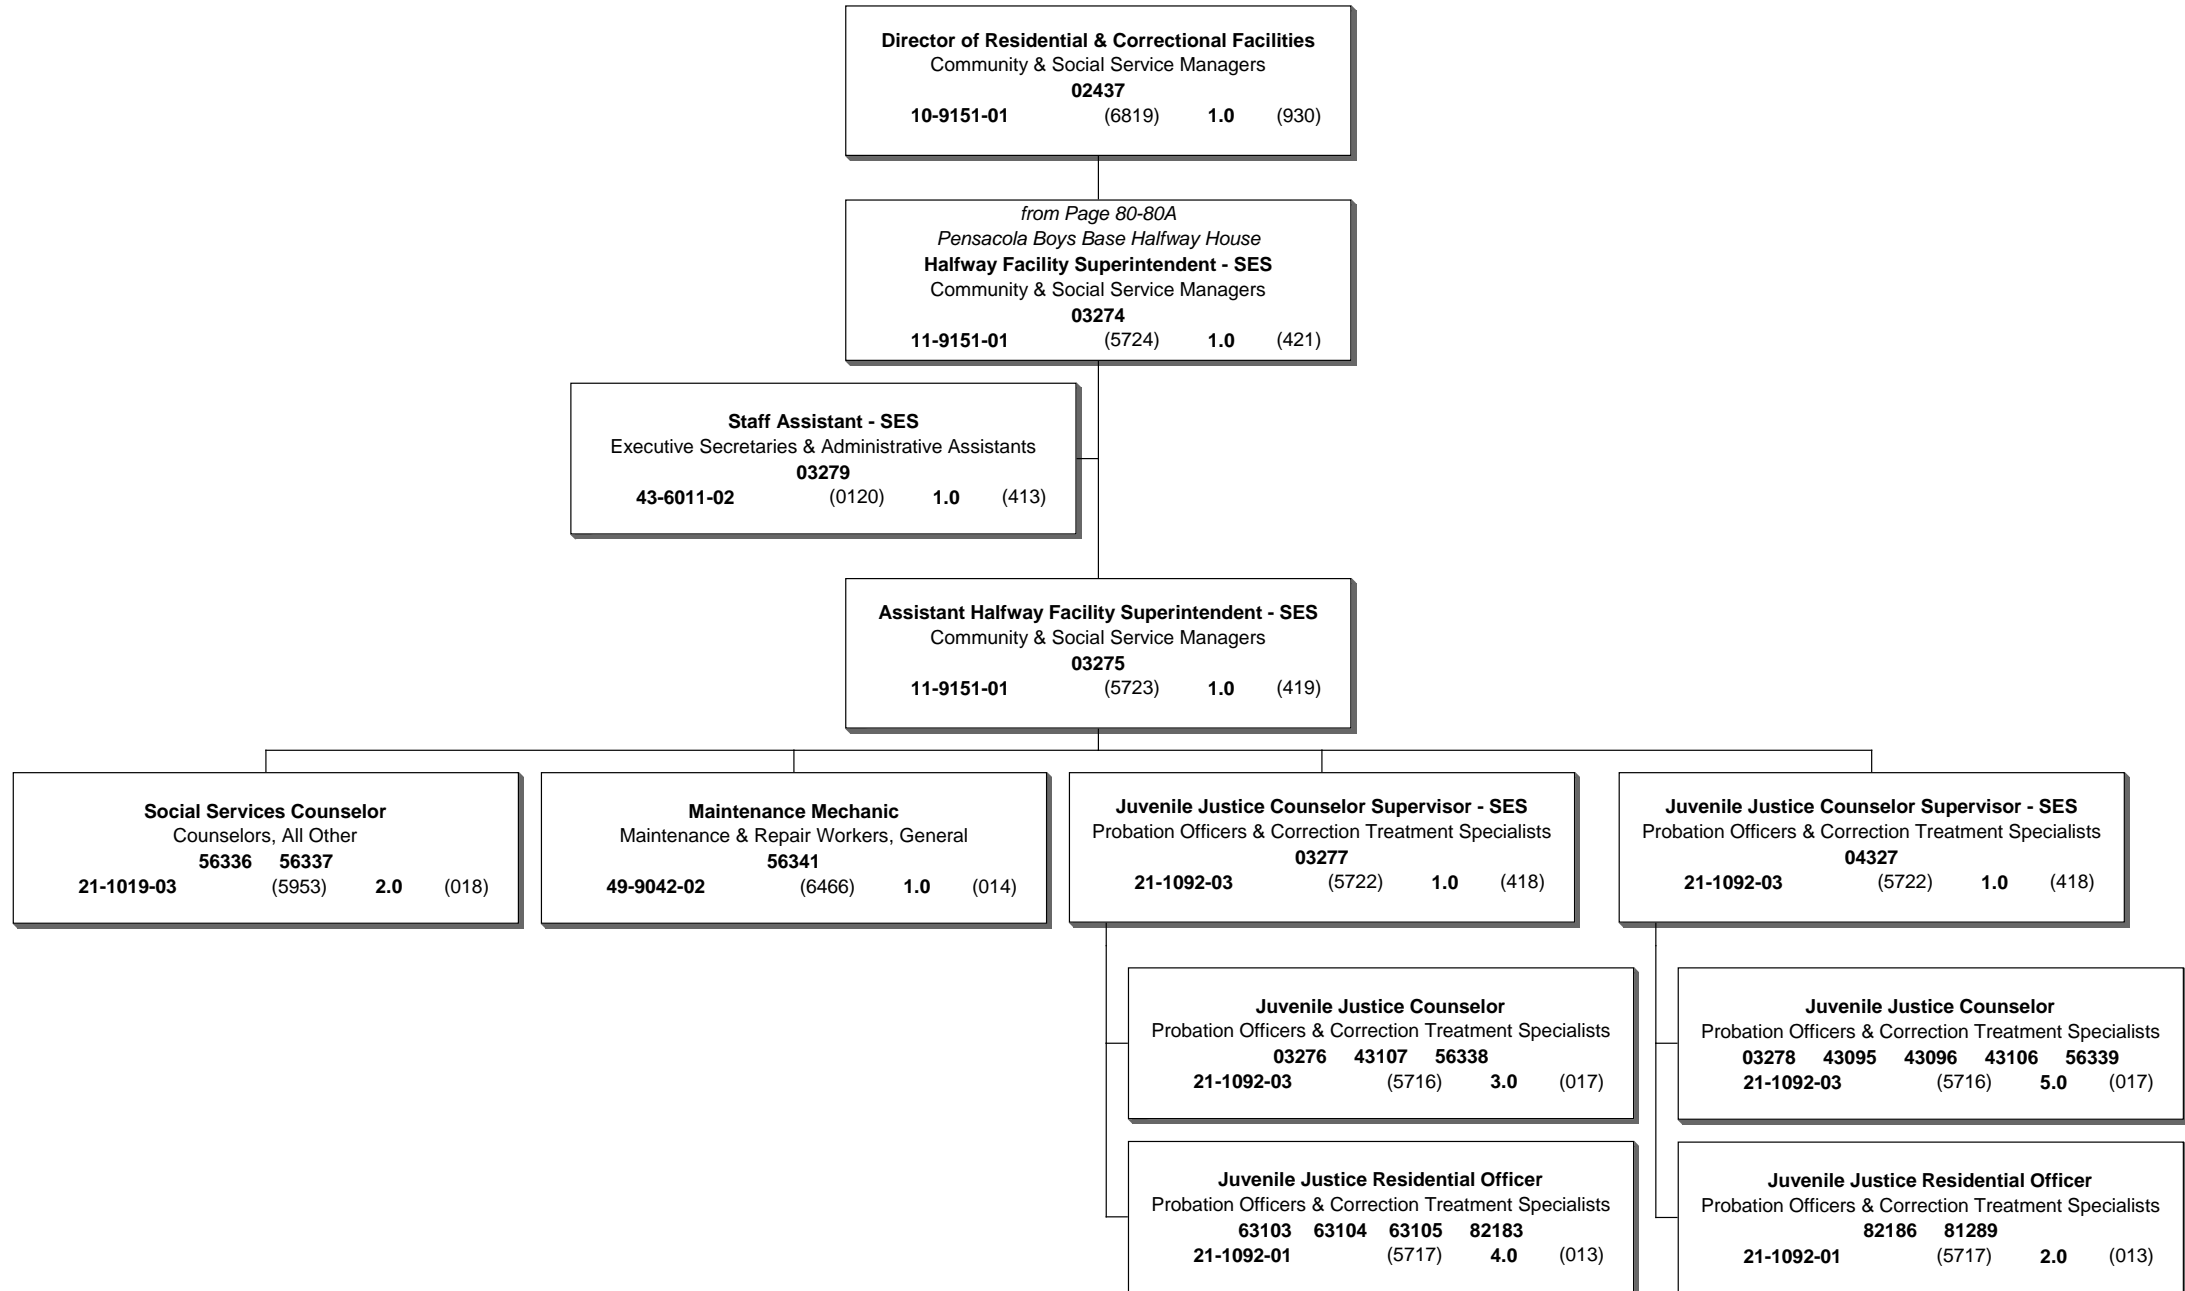 Director of Residential & Correctional Facilities
Community & Social Service Managers
02437
10-9151-01 (6819) 1.0 (930)
from Page 80-80A
Pensacola Boys Base Halfway House
Halfway Facility Superintendent - SES
Community & Social Service Managers
03274
11-9151-01 (5724) 1.0 (421)
Staff Assistant - SES
Executive Secretaries & Administrative Assistants
03279
43-6011-02 (0120) 1.0 (413)
Assistant Halfway Facility Superintendent - SES
Community & Social Service Managers
03275
11-9151-01 (5723) 1.0 (419)
Social Services Counselor
Counselors, All Other
56336 56337
21-1019-03 (5953) 2.0 (018)
Maintenance Mechanic
Maintenance & Repair Workers, General
56341
49-9042-02 (6466) 1.0 (014)
Juvenile Justice Counselor Supervisor - SES
Probation Officers & Correction Treatment Specialists
03277
21-1092-03 (5722) 1.0 (418)
Juvenile Justice Counselor Supervisor - SES
Probation Officers & Correction Treatment Specialists
04327
21-1092-03 (5722) 1.0 (418)
Juvenile Justice Counselor
Probation Officers & Correction Treatment Specialists
03276 43107 56338
21-1092-03 (5716) 3.0 (017)
Juvenile Justice Counselor
Probation Officers & Correction Treatment Specialists
03278 43095 43096 43106 56339
21-1092-03 (5716) 5.0 (017)
Juvenile Justice Residential Officer
Probation Officers & Correction Treatment Specialists
63103 63104 63105 82183
21-1092-01 (5717) 4.0 (013)
Juvenile Justice Residential Officer
Probation Officers & Correction Treatment Specialists
82186 81289
21-1092-01 (5717) 2.0 (013)